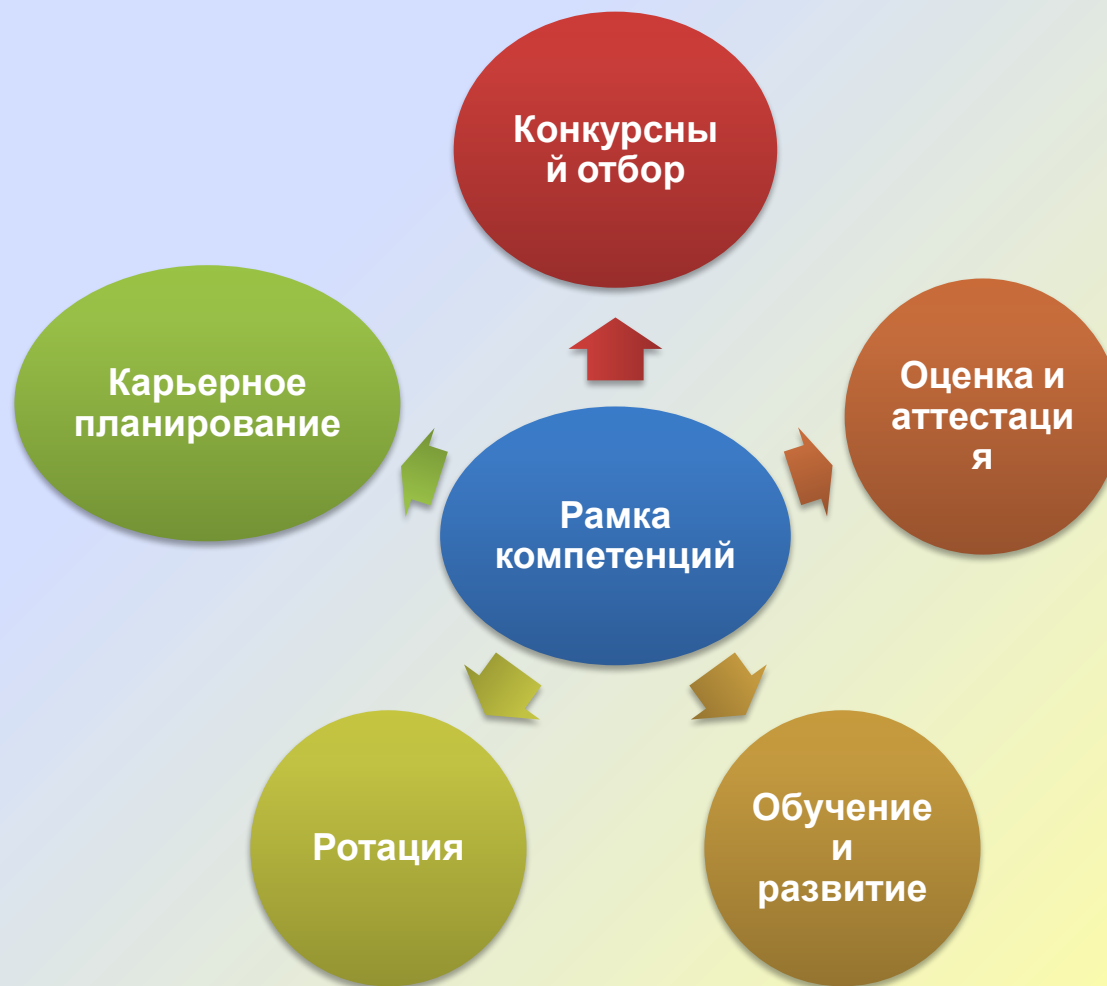 Конкурсны
й отбор
Карьерное
планирование
Оценка и
аттестаци
я
Рамка
компетенций
Ротация
Обучение
и
развитие